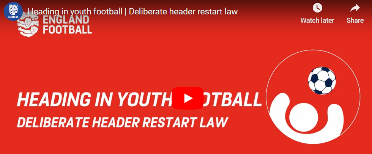 Heading in youth football | Deliberate header restart law
Watch later
Share
ENGLAND
FOOTBALL
HEADING IN YOUTH FOOTBALL
DELIBERATE HEADER RESTART LAW